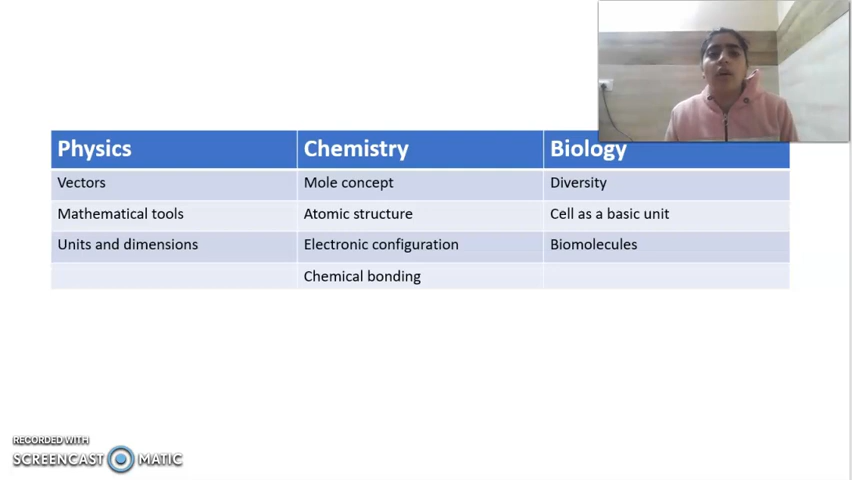 Physics Chemistry Biology
Vectors Mole concept Diversity
Mathematical tools Atomic structure Cell as a basic unit
Units and dimensions Electronic configuration Biomolecules
Chemical bonding
RECORDED WITH
SCREENCAST MATIC